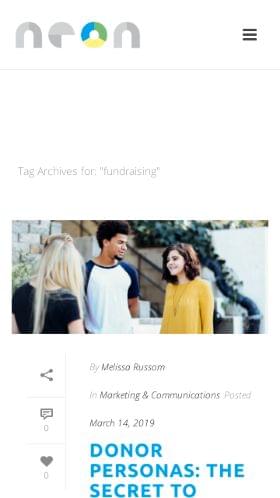 neon
Tag Archives for: "fundraising"
By Melissa Russom
In Marketing & Communications Posted
March 14, 2019
0
0
DONOR
PERSONAS: THE
SECRET TO